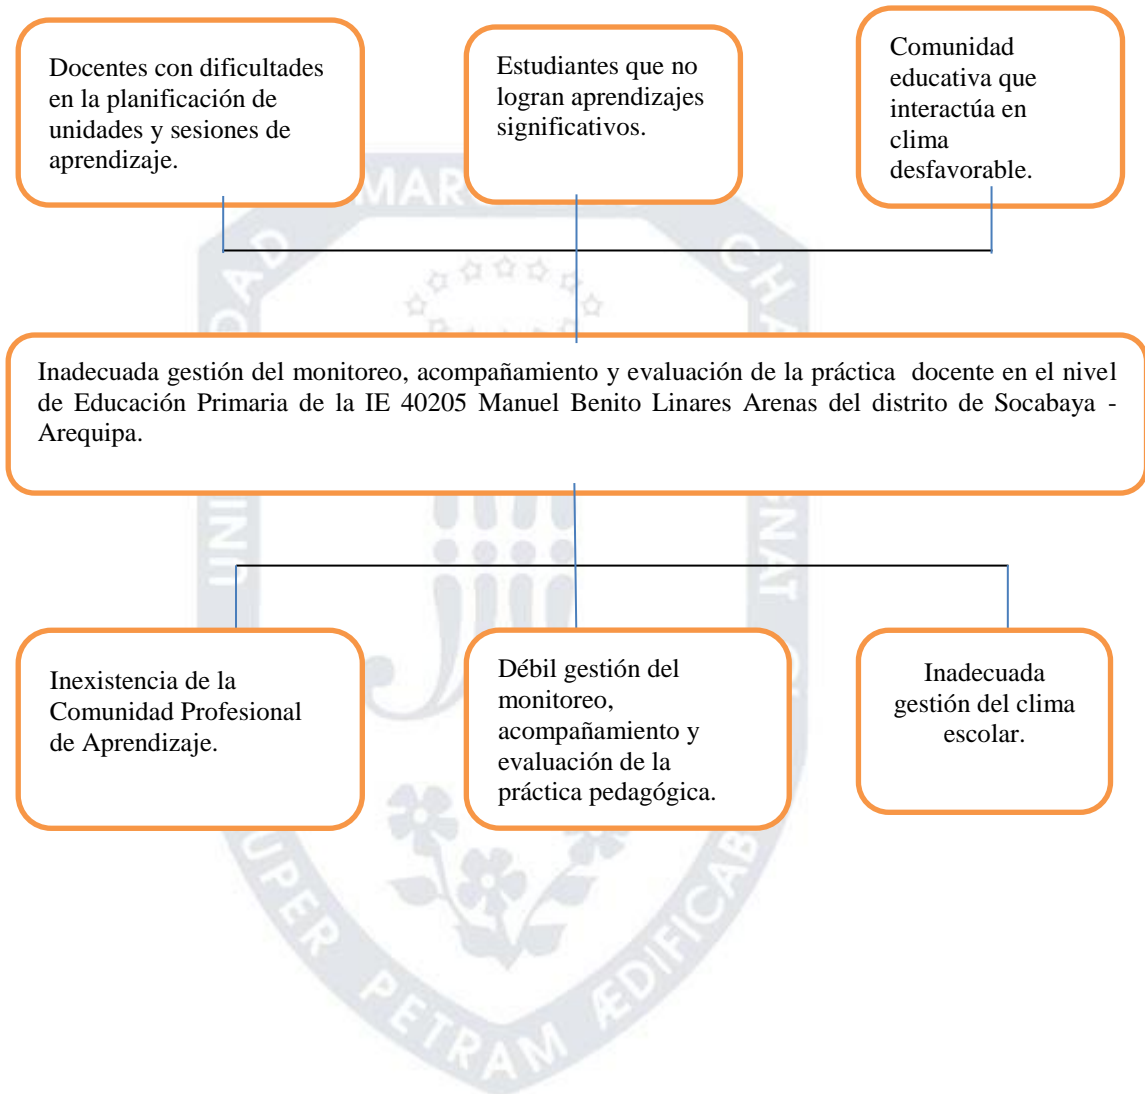 Docentes con dificultades
en la planificación de
unidades y sesiones de
aprendizaje.
Estudiantes que no
logran aprendizajes
significativos.
Comunidad
educativa que
interactúa en
clima
desfavorable.
Inadecuada gestión del monitoreo, acompañamiento y evaluación de la práctica docente en el nivel
de Educación Primaria de la IE 40205 Manuel Benito Linares Arenas del distrito de Socabaya -
Arequipa.
Inexistencia de la
Comunidad Profesional
de Aprendizaje.
Débil gestión del
monitoreo,
acompañamiento y
evaluación de la
práctica pedagógica.
Inadecuada
gestión del clima
escolar.
UPER PETRAM ÆDIFICAB